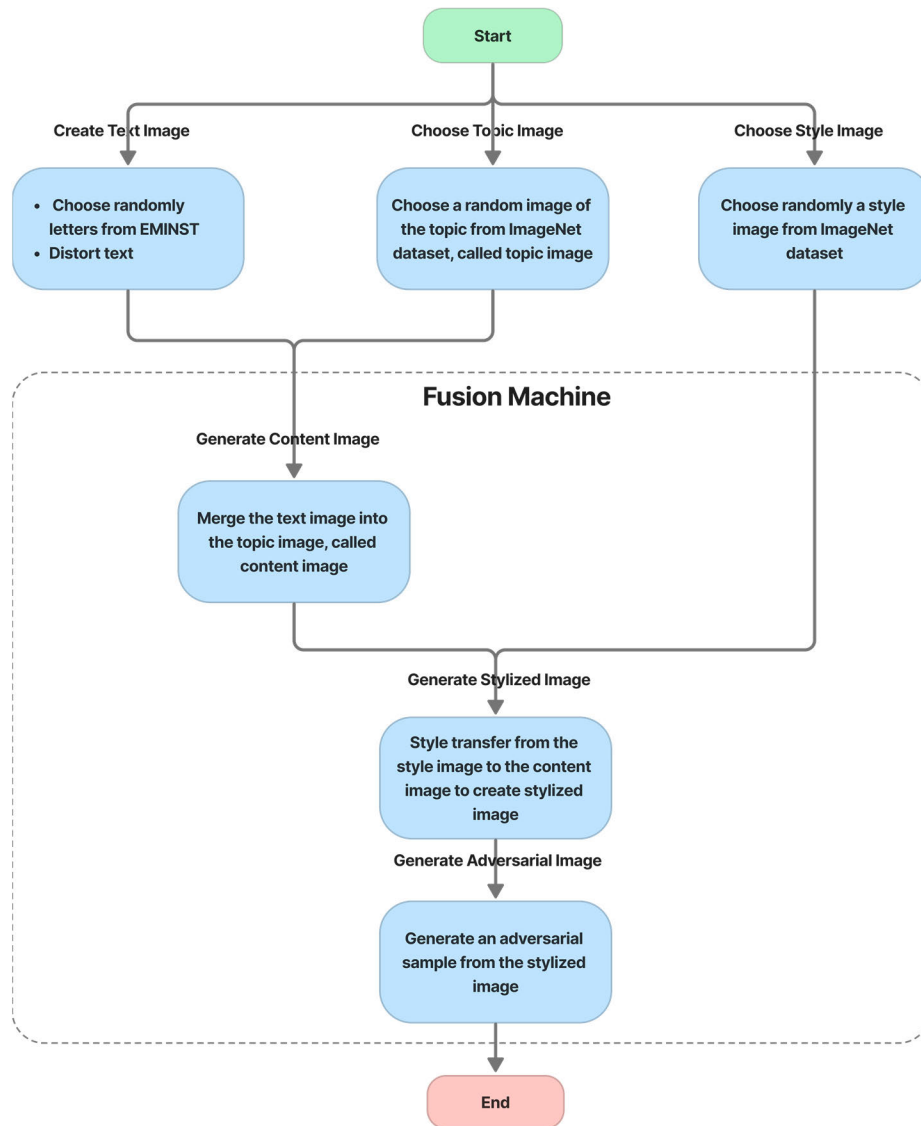 Start
Create Text Image
Choose Topic Image
Choose Style Image
• Choose randomly
letters from EMINST
• Distort text
Choose a random image of
the topic from ImageNet
dataset, called topic image
Choose randomly a style
image from ImageNet
dataset
Fusion Machine
Generate Content Image
Merge the text image into
the topic image, called
content image
Generate Stylized Image
Style transfer from the
style image to the content
image to create stylized
image
Generate Adversarial Image
Generate an adversarial
sample from the stylized
image
End